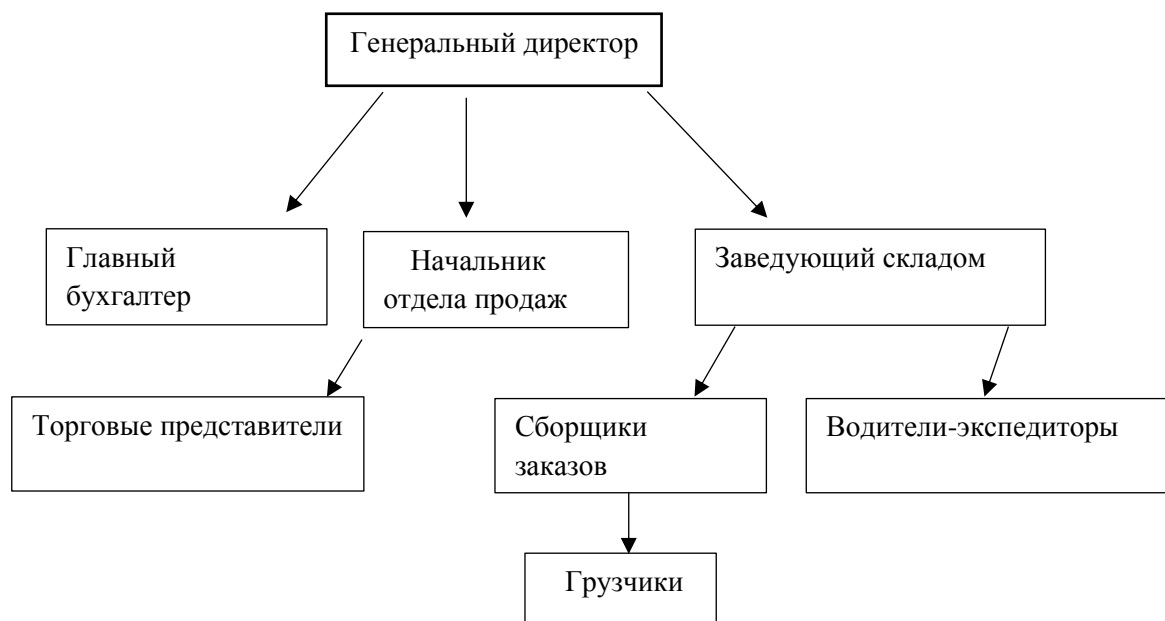 Генеральный директор
Главный
бухгалтер
Начальник
отдела продаж
Заведующий складом
Торговые представители
Сборщики
заказов
Водители-экспедиторы
Грузчики